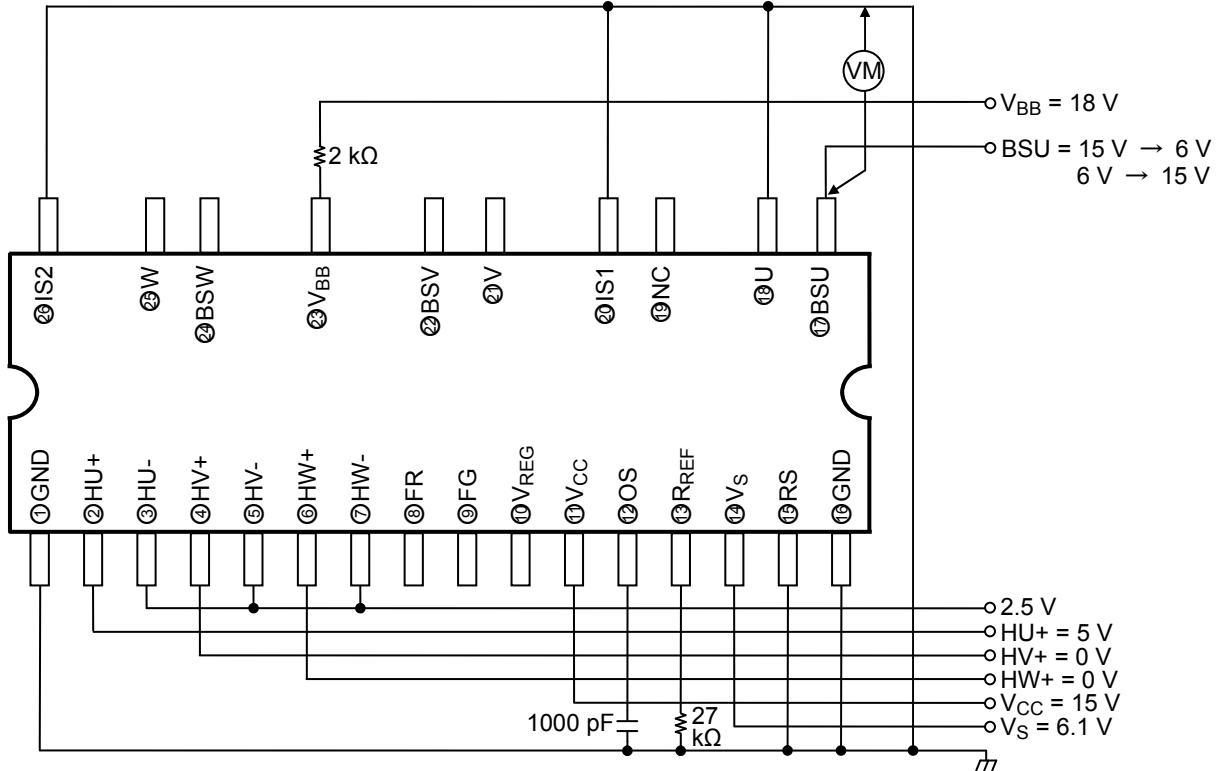 VM
V_BB = 18 V
BSU = 15 V → 6 V
6 V → 15 V
2 kΩ
㉖IS2
㉕W
㉔BSW
㉓V_BB
㉒BSV
㉑V
⑳IS1
⑲NC
⑱U
⑰BSU
①GND
②HU+
③HU-
④HV+
⑤HV-
⑥HW+
⑦HW-
⑧FR
⑨FG
⑩V_REG
⑪V_CC
⑫OS
⑬R_REF
⑭V_S
⑮RS
⑯GND
2.5 V
HU+ = 5 V
HV+ = 0 V
HW+ = 0 V
V_CC = 15 V
V_S = 6.1 V
1000 pF
27
kΩ